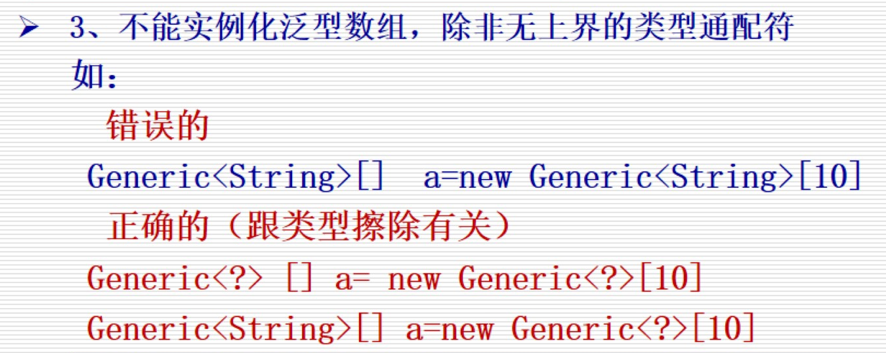 ➢ 3、不能实例化泛型数组，除非无上界的类型通配符
如：
错误的
Generic<String>[] a=new Generic<String>[10]
正确的（跟类型擦除有关）
Generic<?> [] a= new Generic<?>[10]
Generic<String>[] a=new Generic<?>[10]